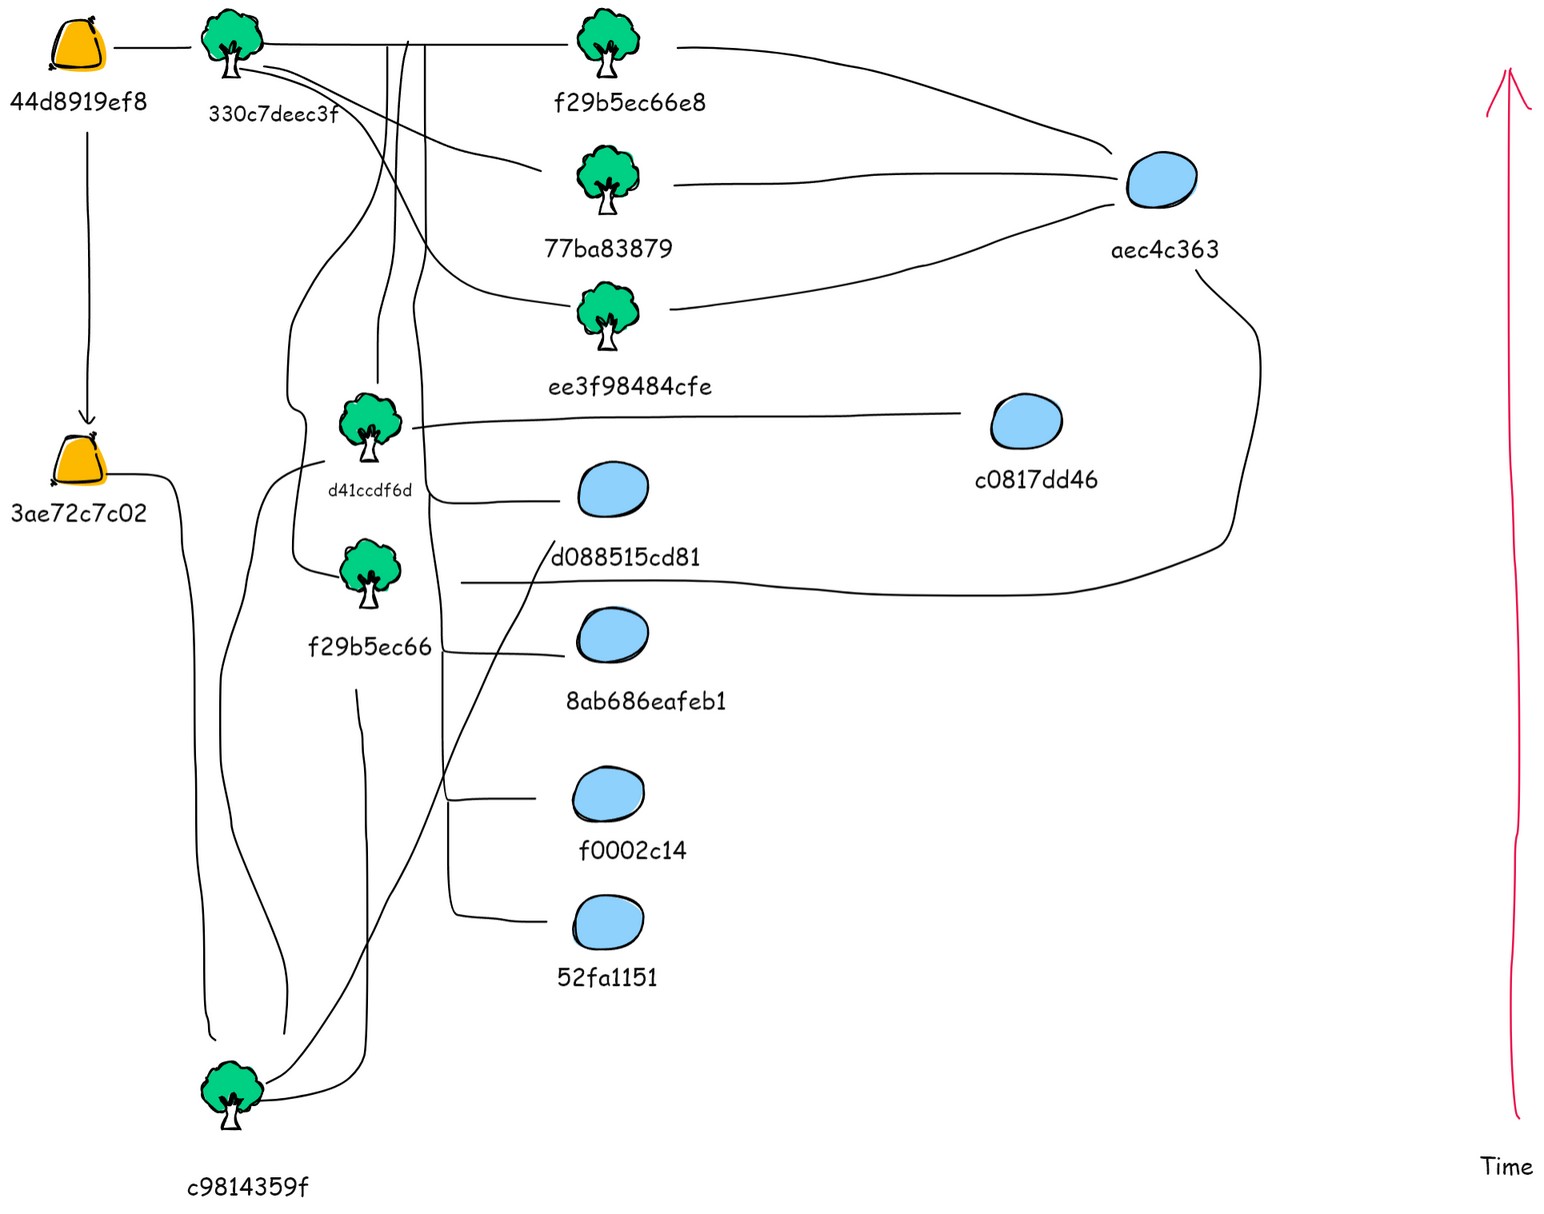 44d8919ef8
330c7deec3f
f29b5ec66e8
77ba83879
aec4c363
ee3f98484cfe
c0817dd46
d41ccdf6d
3ae72c7c02
d088515cd81
f29b5ec66
8ab686eafeb1
f0002c14
52fa1151
c9814359f
Time